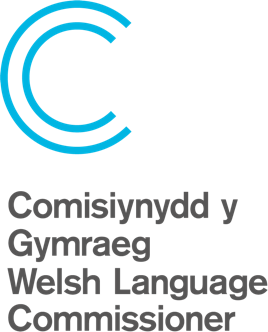 Comisiynydd y
Gymraeg
Welsh Language
Commissioner